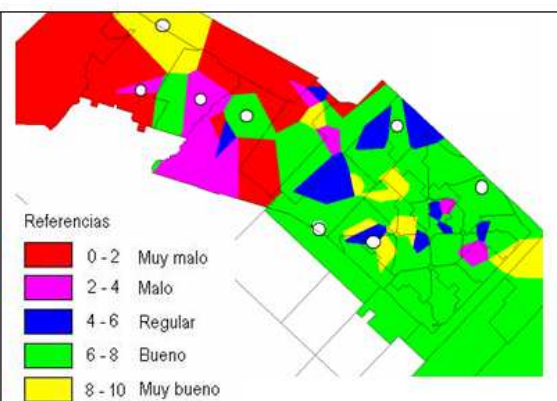 Referencias
0 - 2 Muy malo
2 - 4 Malo
4 - 6 Regular
6 - 8 Bueno
8 - 10 Muy bueno